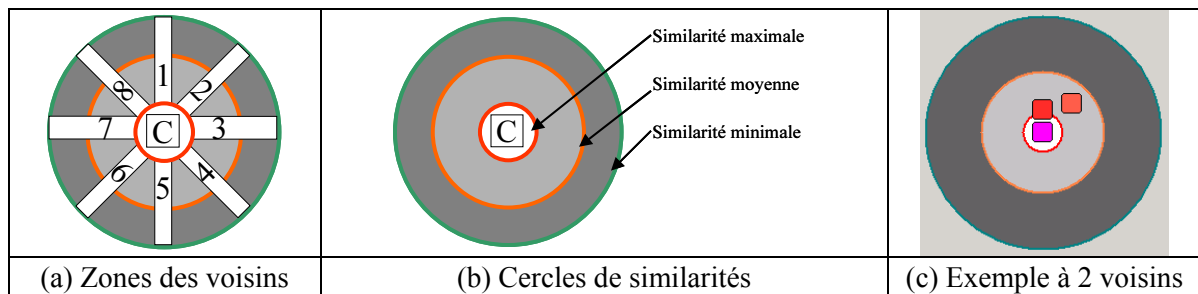 1
2
3
4
5
6
7
8
C
C
Similarité maximale
Similarité moyenne
Similarité minimale
(a) Zones des voisins
(b) Cercles de similarités
(c) Exemple à 2 voisins